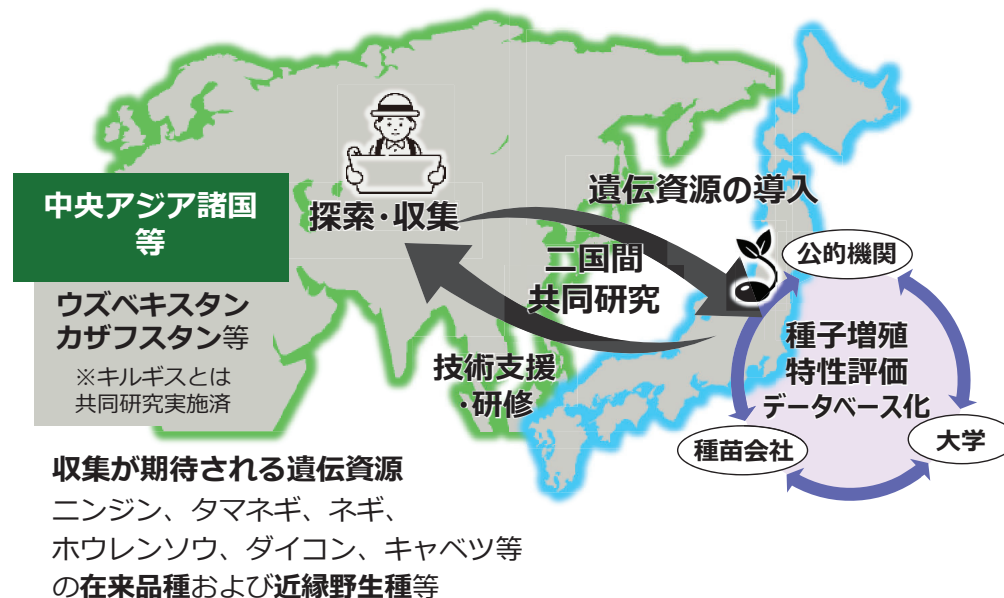 中央アジア諸国
等
ウズベキスタン
カザフスタン等
※キルギスとは
共同研究実施済
探索・収集
遺伝資源の導入
二国間
共同研究
技術支援
・研修
公的機関
種子増殖
特性評価
データベース化
種苗会社
大学
収集が期待される遺伝資源
ニンジン、タマネギ、ネギ、
ホウレンソウ、ダイコン、キャベツ等
の在来品種および近縁野生種等